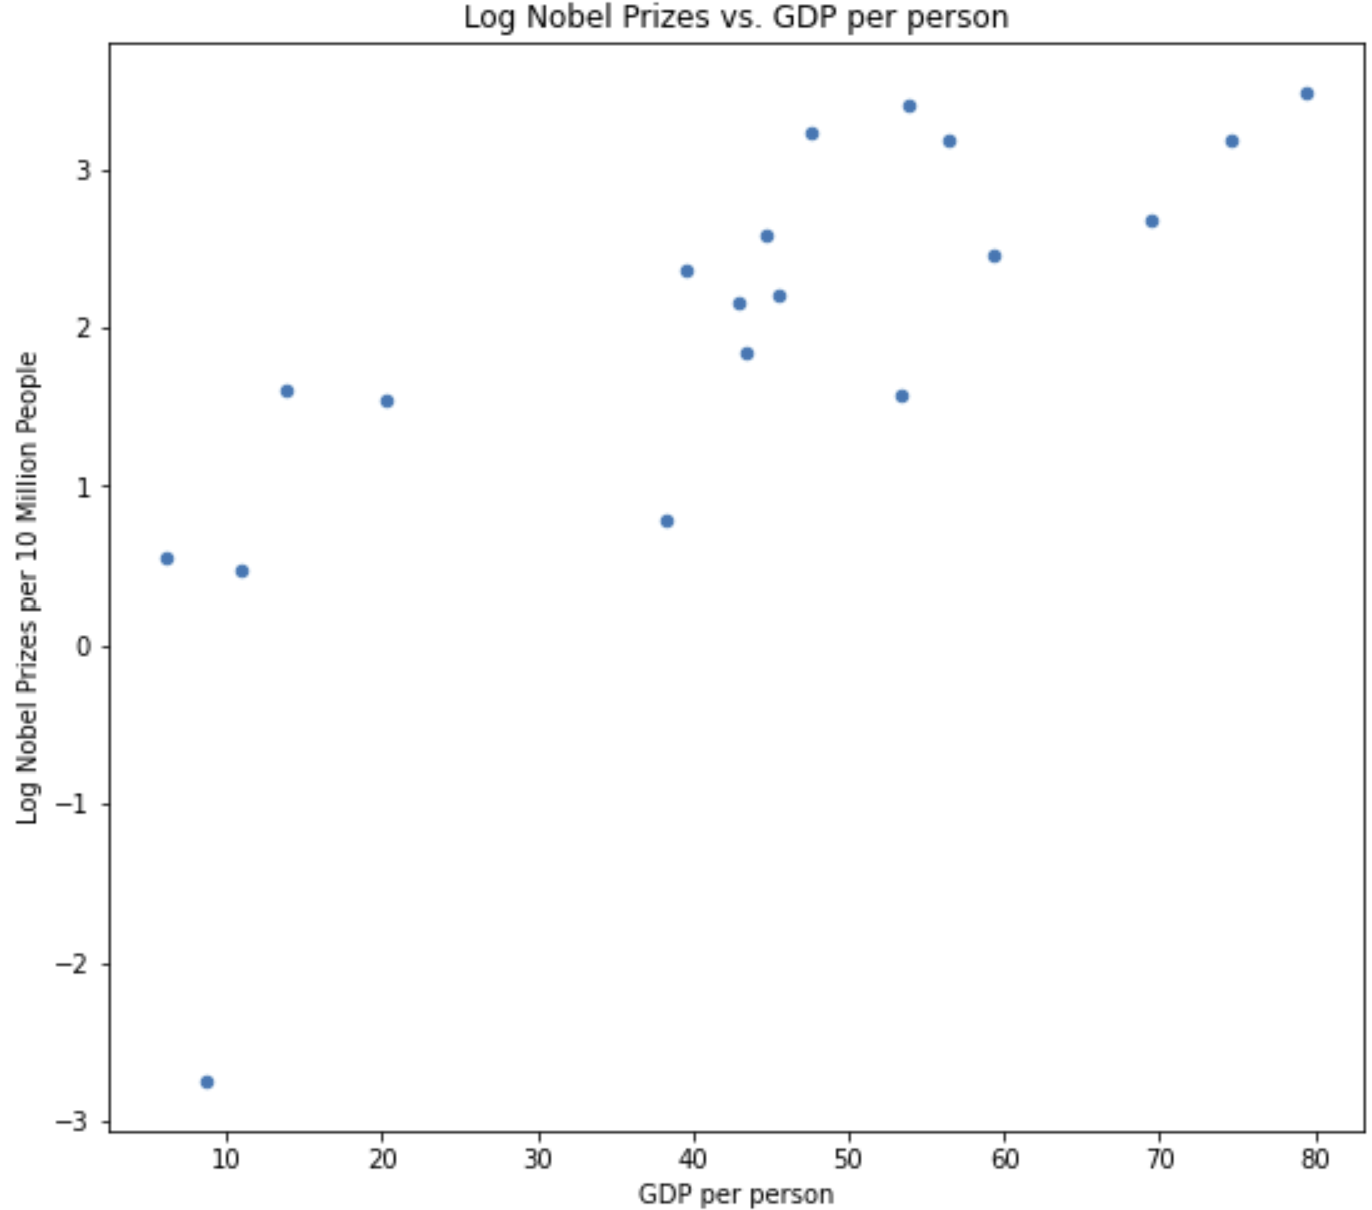 Log Nobel Prizes vs. GDP per person
Log Nobel Prizes per 10 Million People
3
2
1
0
−1
−2
−3
10 20 30 40 50 60 70 80
GDP per person